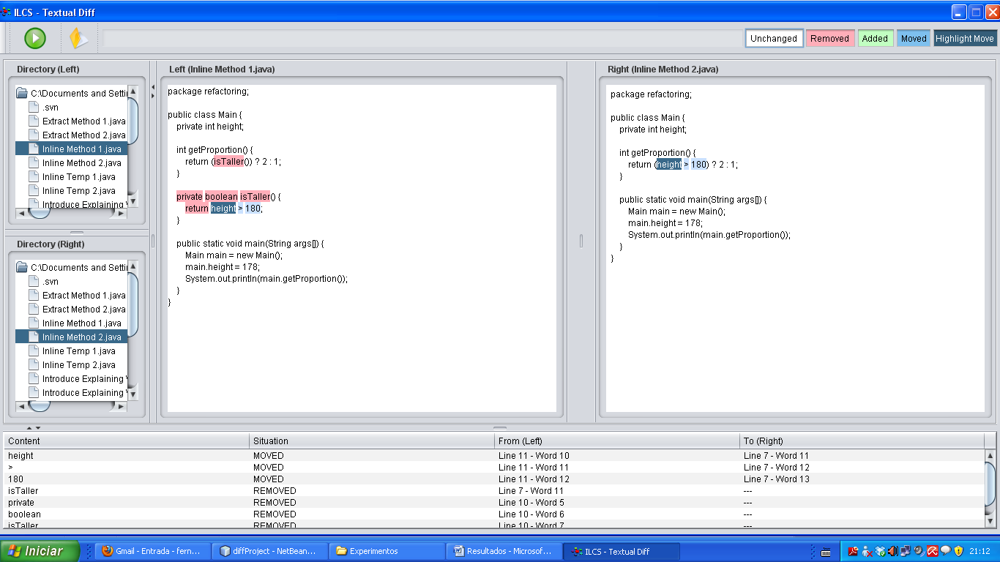 ILCS - Textual Diff
Unchanged Removed Added Moved Highlight Move
Directory (Left)
C:\Documents and Settin
.svn
Extract Method 1.java
Extract Method 2.java
Inline Method 1.java
Inline Method 2.java
Inline Temp 1.java
Inline Temp 2.java
Introduce Explaining
Directory (Right)
C:\Documents and Settin
.svn
Extract Method 1.java
Extract Method 2.java
Inline Method 1.java
Inline Method 2.java
Inline Temp 1.java
Inline Temp 2.java
Introduce Explaining
Introduce Explaining
Left (Inline Method 1.java)
package refactoring;
public class Main {
private int height;
int getProportion() {
return (isTaller()) ? 2 : 1;
}
private boolean isTaller() {
return height > 180;
}
public static void main(String args[]) {
Main main = new Main();
main.height = 178;
System.out.println(main.getProportion());
}
}
Right (Inline Method 2.java)
package refactoring;
public class Main {
private int height;
int getProportion() {
return (height > 180) ? 2 : 1;
}
public static void main(String args[]) {
Main main = new Main();
main.height = 178;
System.out.println(main.getProportion());
}
}
Content Situation From (Left) To (Right)
height MOVED Line 11 - Word 10 Line 7 - Word 11
> MOVED Line 11 - Word 11 Line 7 - Word 12
180 MOVED Line 11 - Word 12 Line 7 - Word 13
isTaller REMOVED Line 7 - Word 11 ---
private REMOVED Line 10 - Word 5 ---
boolean REMOVED Line 10 - Word 6 ---
isTaller REMOVED Line 10 - Word 7 ---
Iniciar Gmail - Entrada - fern... diffProject - NetBean... Experimentos Resultados - Microsof... ILCS - Textual Diff 21:12